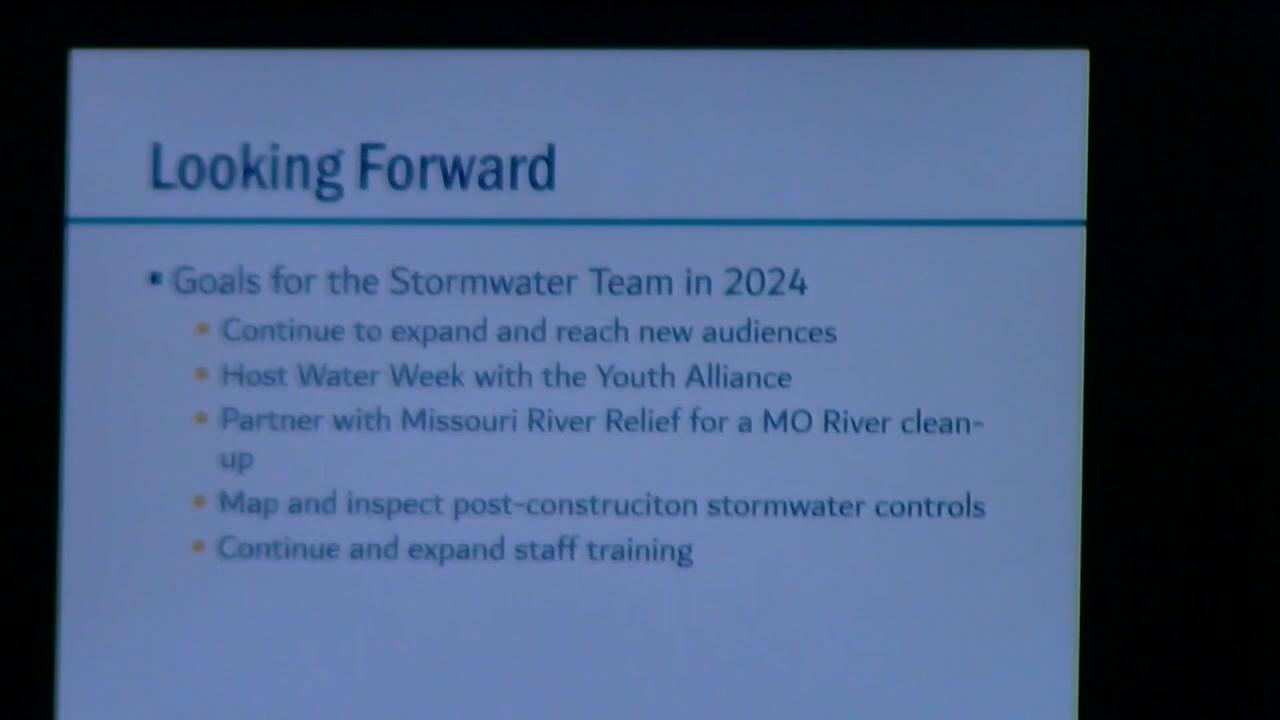 Looking Forward
Goals for the Stormwater Team in 2024
Continue to expand and reach new audiences
Host Water Week with the Youth Alliance
Partner with Missouri River Relief for a MO River clean-
up
Map and inspect post-construciton stormwater controls
Continue and expand staff training